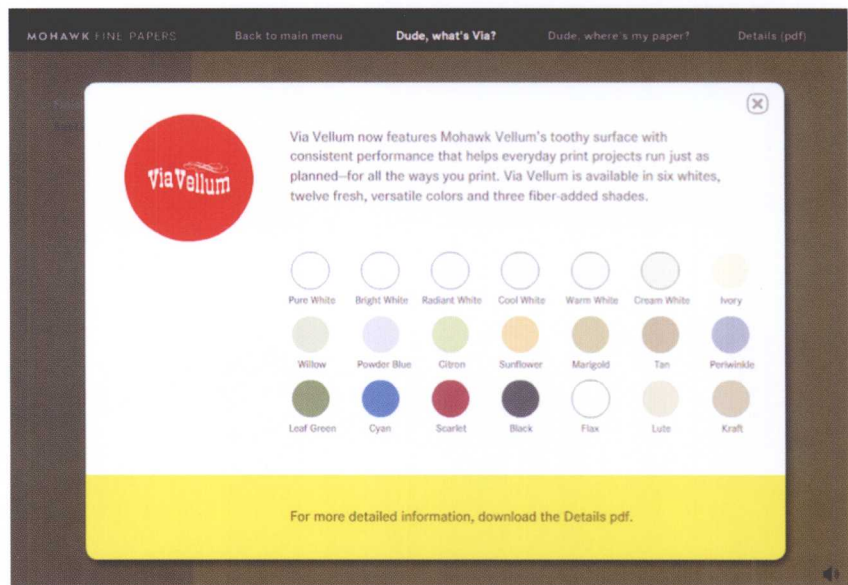 MOHAWK FINE PAPERS
Back to main menu
Dude, what's Via?
Dude, where's my paper?
Details (pdf)
Via Vellum
Via Vellum now features Mohawk Vellum's toothy surface with
consistent performance that helps everyday print projects run just as
planned—for all the ways you print. Via Vellum is available in six whites,
twelve fresh, versatile colors and three fiber-added shades.
Pure White Bright White Radiant White Cool White Warm White Cream White Ivory
Willow Powder Blue Citron Sunflower Marigold Tan Periwinkle
Leaf Green Cyan Scarlet Black Flax Lute Kraft
For more detailed information, download the Details pdf.